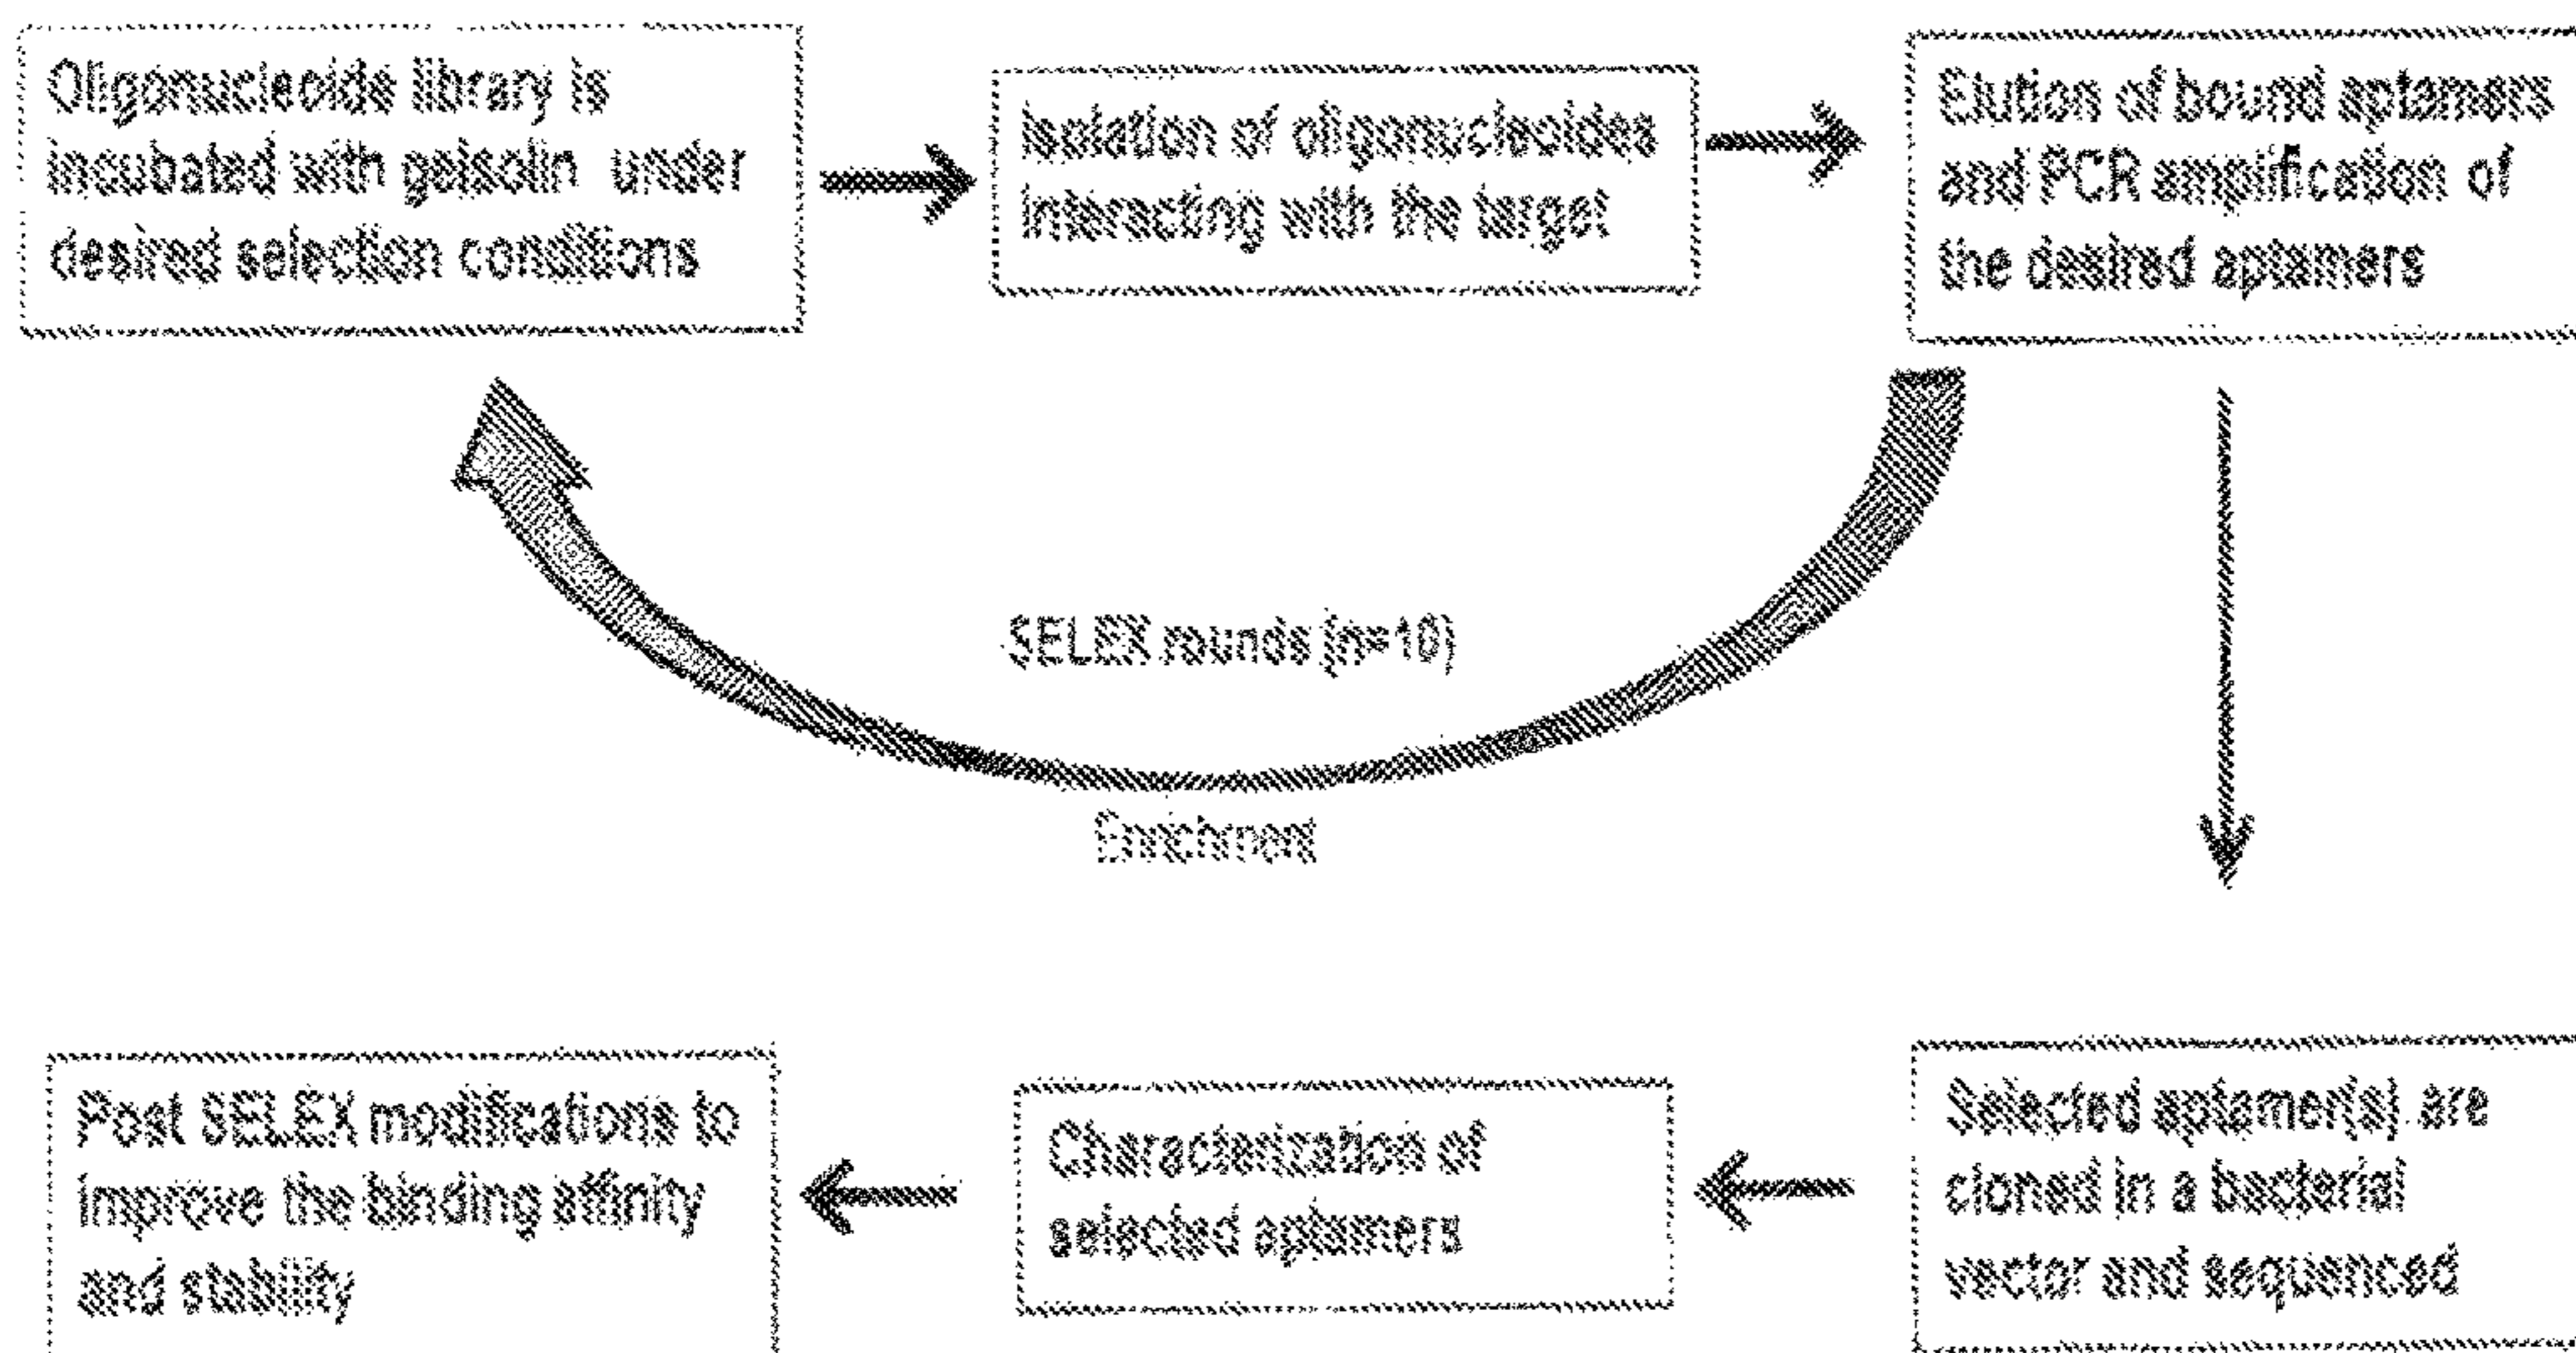 Oligonucleoide library is
incubated with gelsolin under
desired selection conditions
Isolation of oligonucleoides
interacting with the target
Elution of bound aptamers
and PCR amplification of
the desired aptamers
SELEX rounds (n=10)
Enrichment
Post SELEX modifications to
improve the binding affinity
and stability
Characterization of
selected aptamers
Selected aptamer(s) are
cloned in a bacterial
vector and sequenced